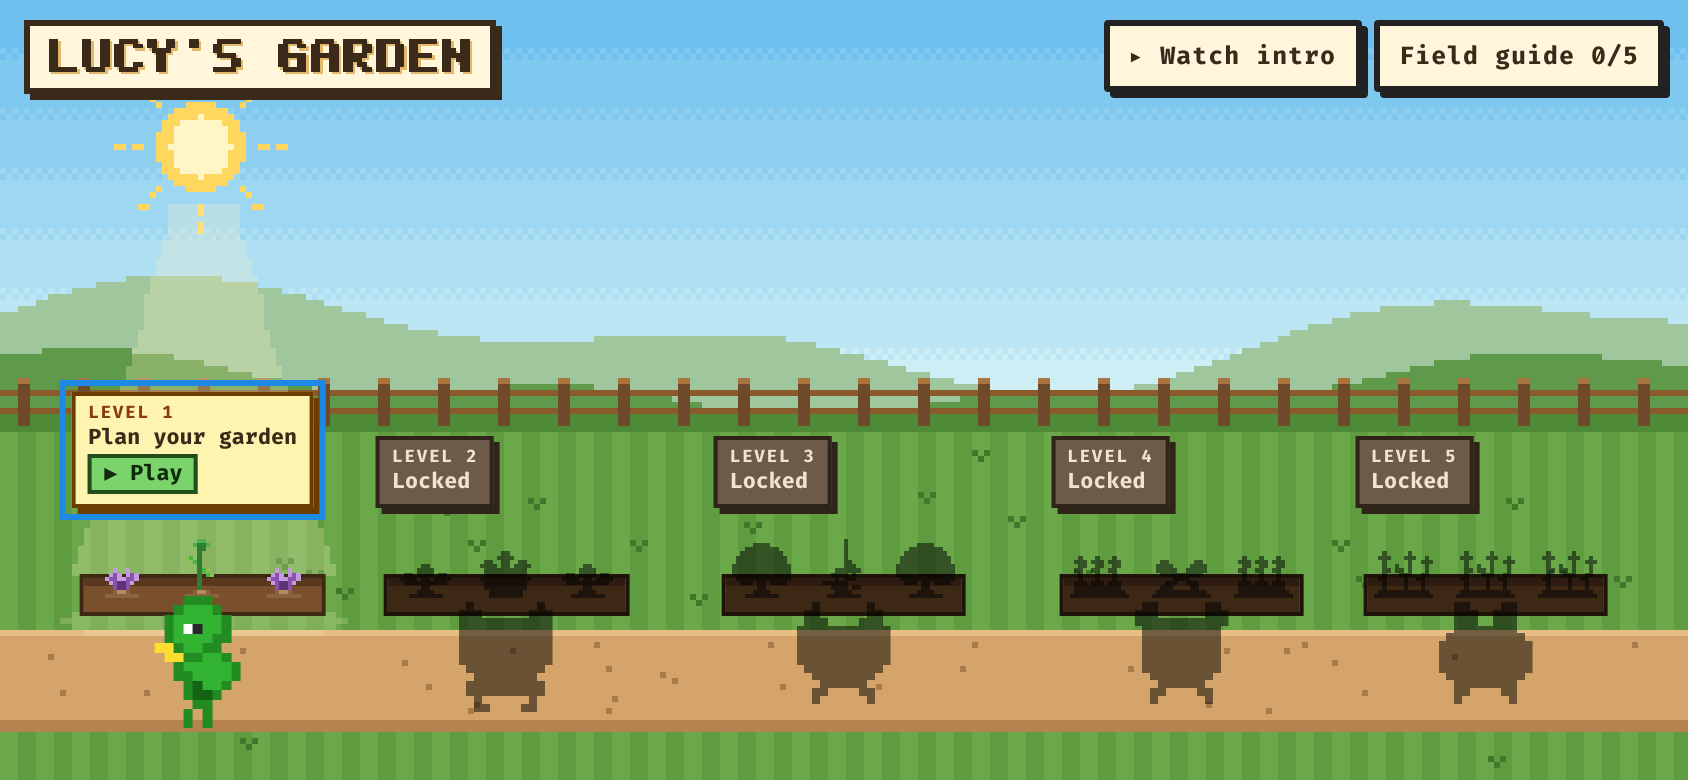 LUCY'S GARDEN
▸ Watch intro
Field guide 0/5
LEVEL 1
Plan your garden
▶ Play
LEVEL 2
Locked
LEVEL 3
Locked
LEVEL 4
Locked
LEVEL 5
Locked